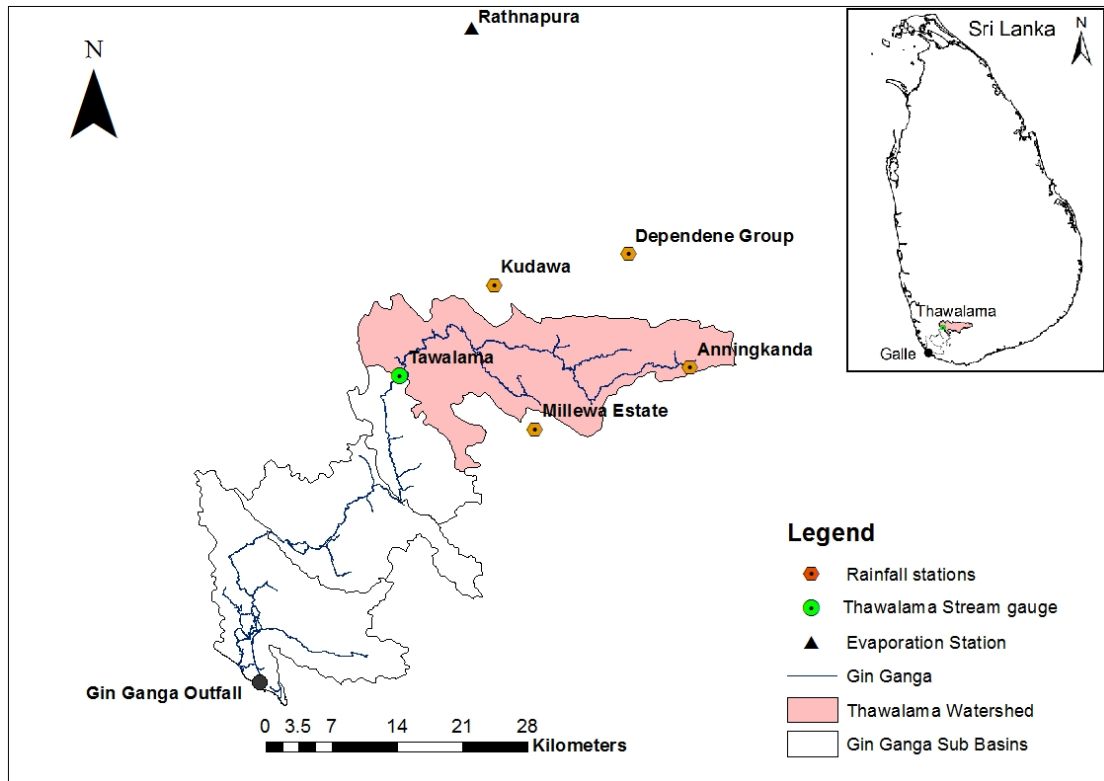 Rathnapura
N
Sri Lanka
N
Dependene Group
Kudawa
Thawalama
Galle
Tawalama
Anningkanda
Millewa Estate
Legend
Rainfall stations
Thawalama Stream gauge
Evaporation Station
Gin Ganga
Thawalama Watershed
Gin Ganga Sub Basins
Gin Ganga Outfall
0 3.5 7 14 21 28
Kilometers